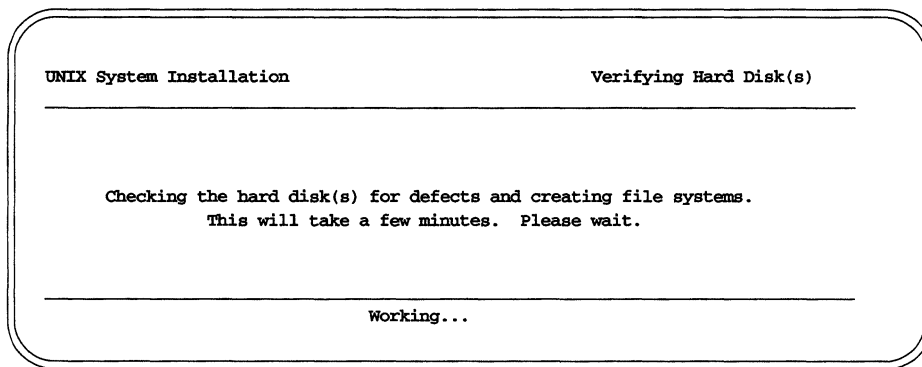 UNIX System Installation Verifying Hard Disk(s)
Checking the hard disk(s) for defects and creating file systems.
This will take a few minutes. Please wait.
Working...